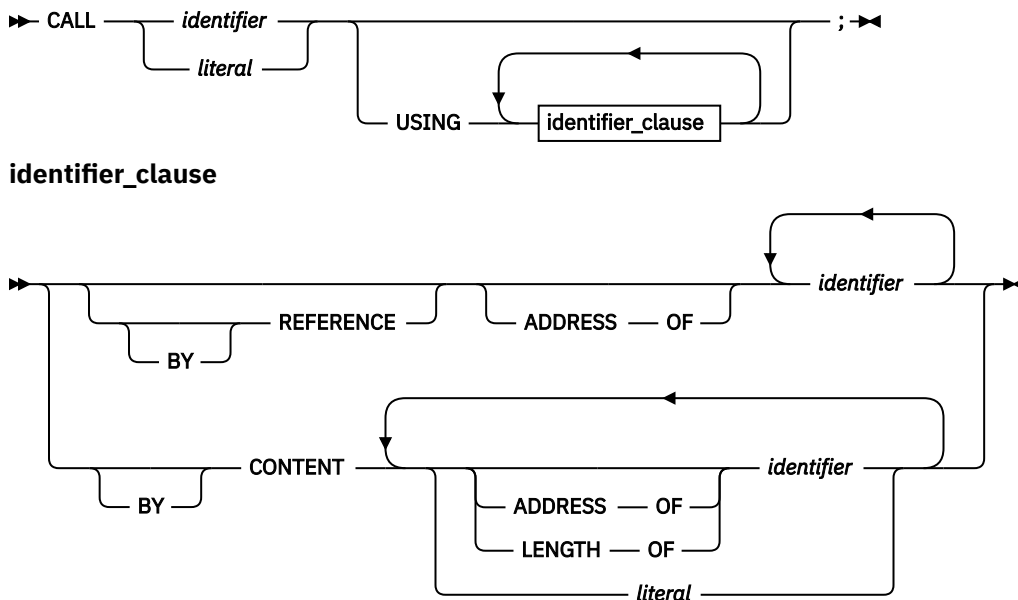 CALL identifier ;
literal
USING identifier_clause
identifier_clause
identifier
REFERENCE ADDRESS OF
BY
CONTENT identifier
BY ADDRESS OF
LENGTH OF
literal